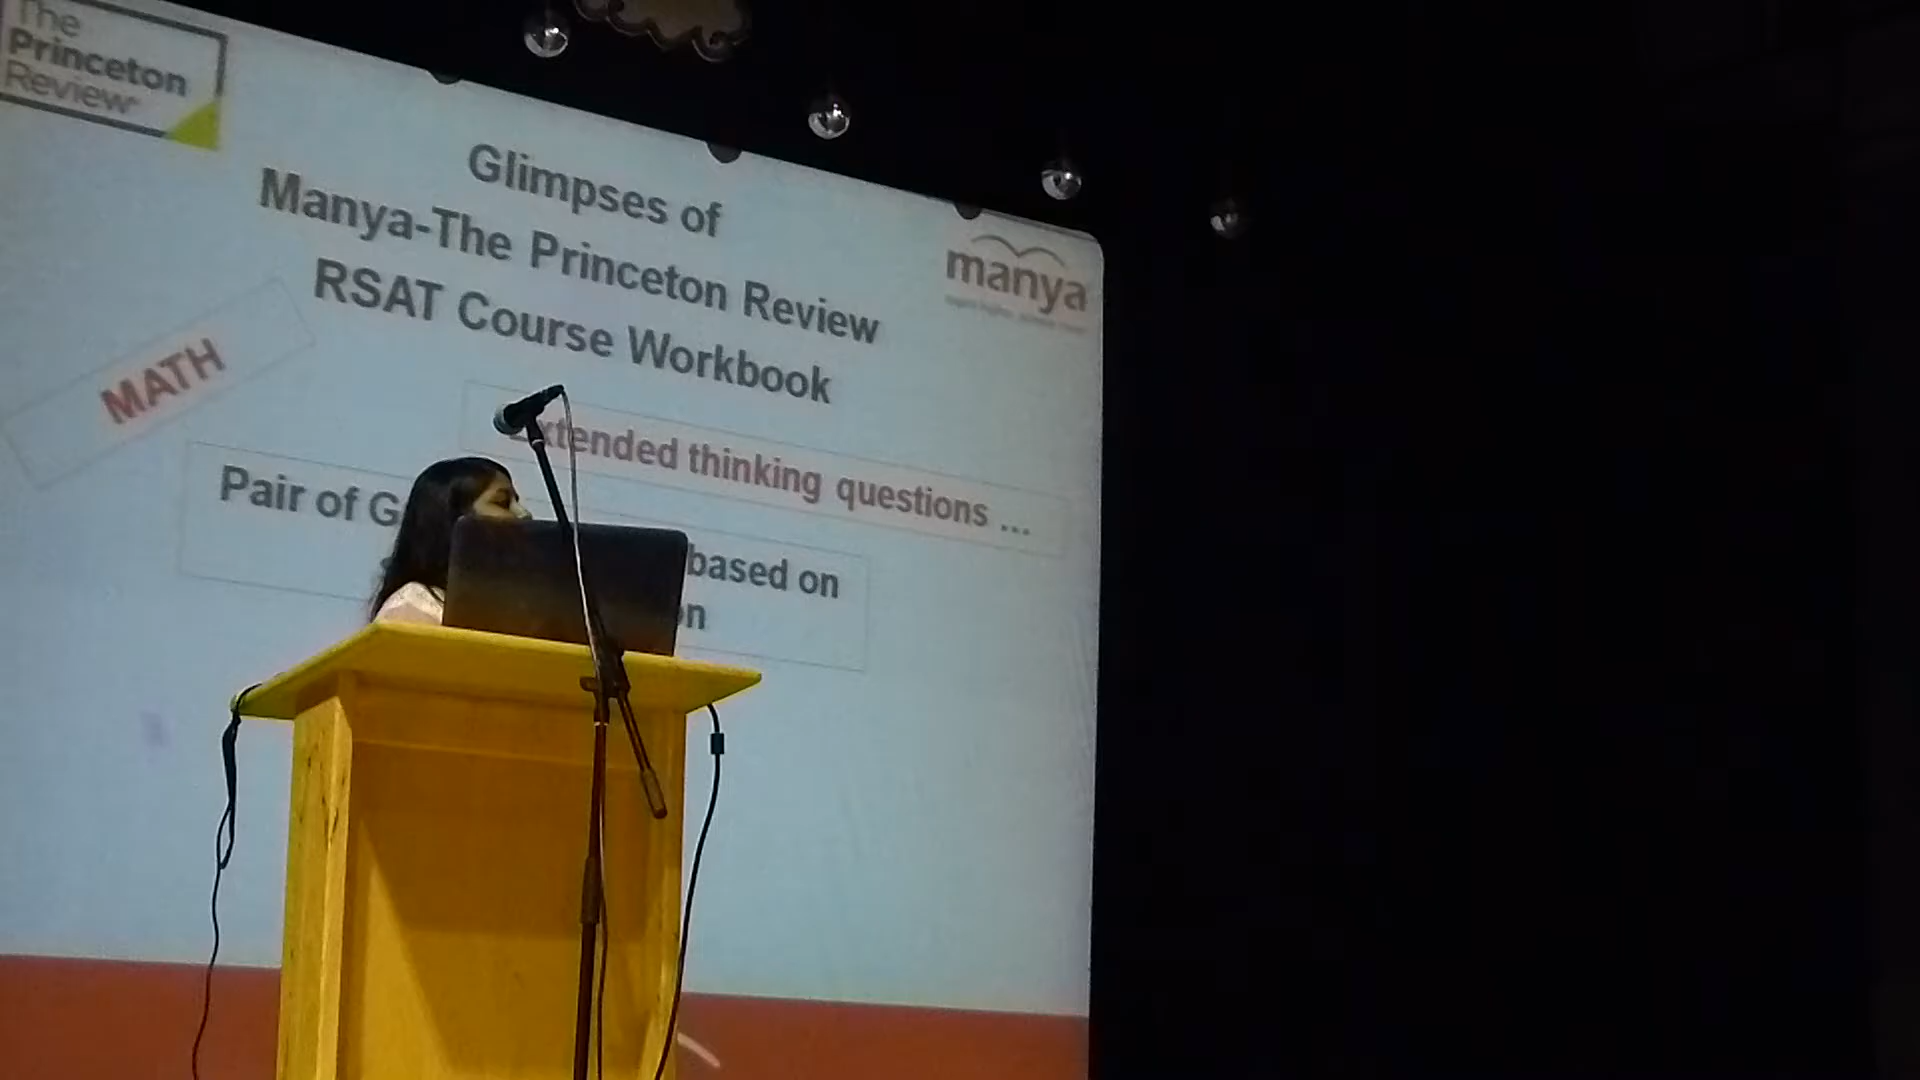 The
Princeton
Review
Glimpses of
Manya-The Princeton Review
RSAT Course Workbook
manya
MATH
Extended thinking questions ...
Pair of G
based on